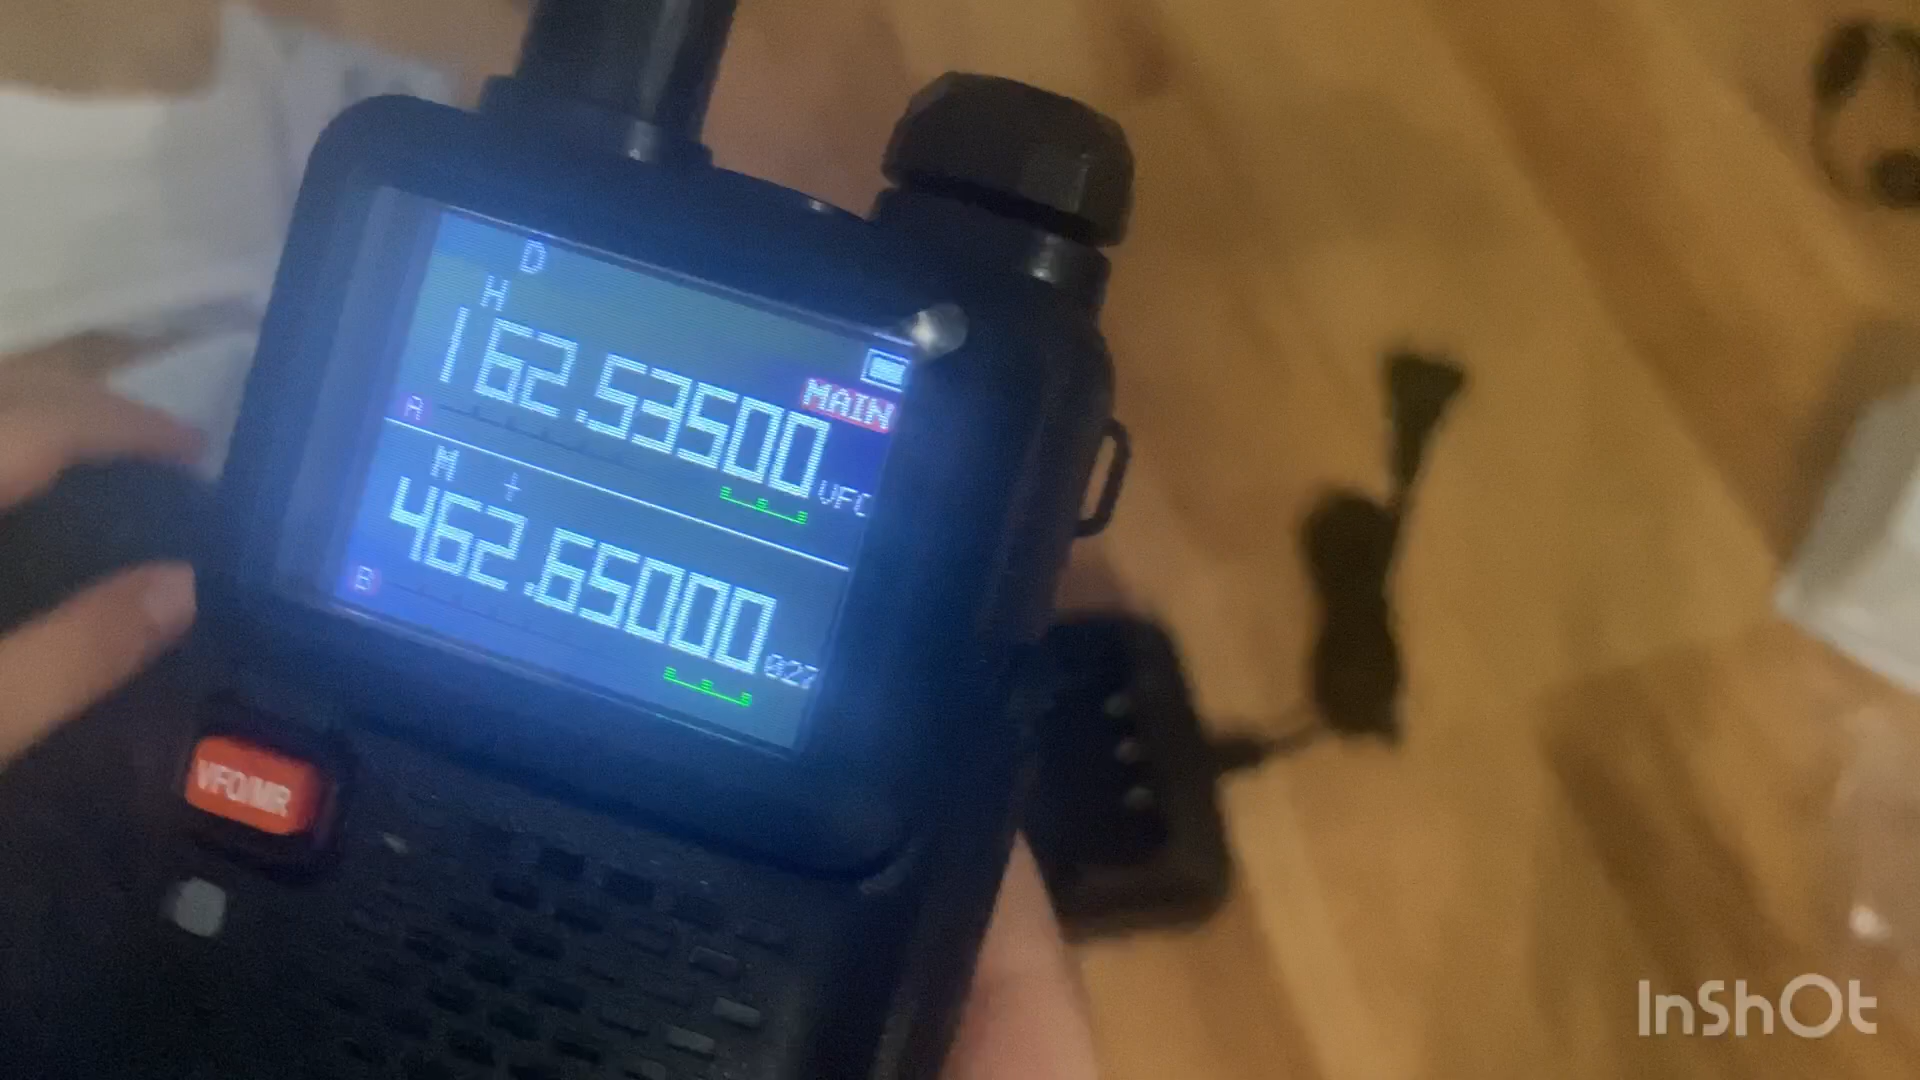 D
H
162.53500
MAIN
A
VFO
M +
462.65000
B
027
VFO/MR
InShOt